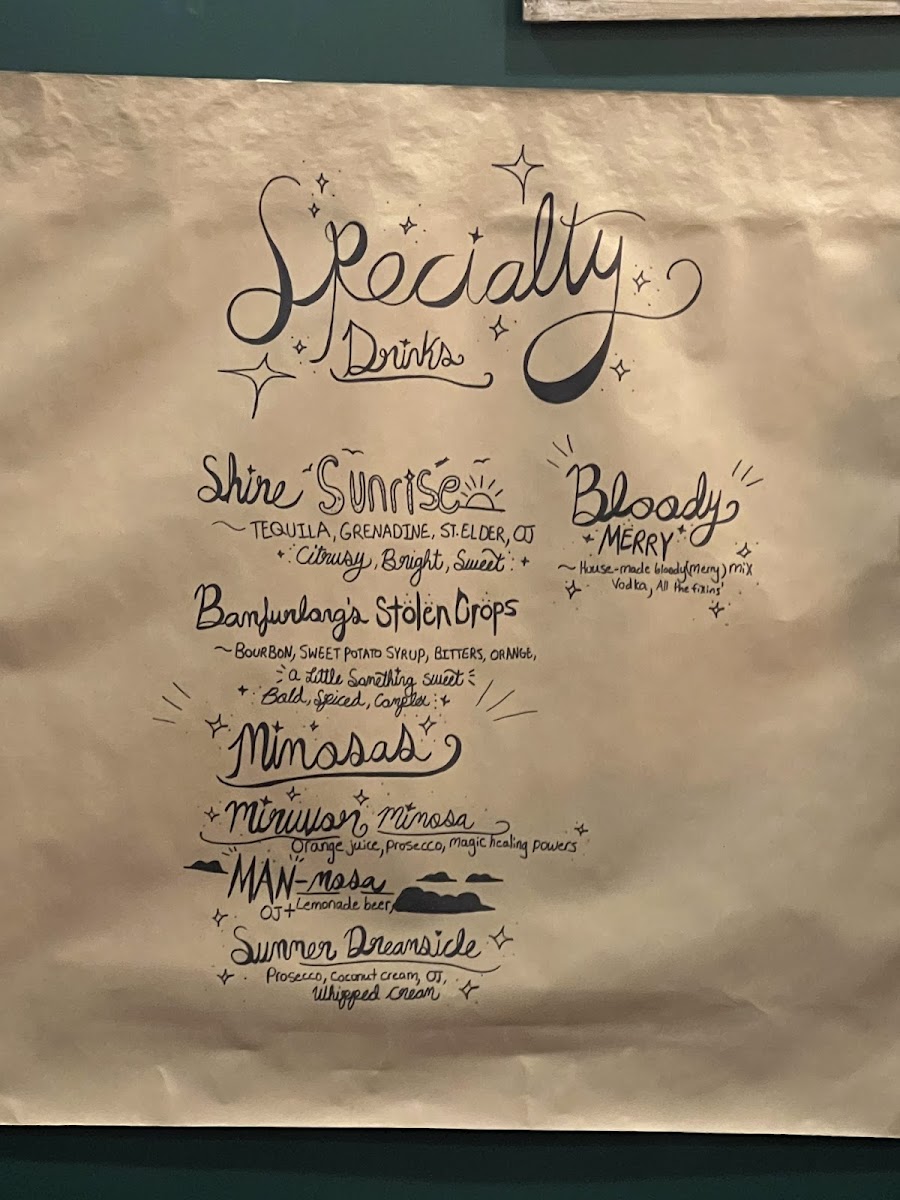 Specialty
Drinks
Shire Sunrise
~TEQUILA, GRENADINE, ST. ELDER, OJ
Citrusy, Bright, Sweet
Banfurlong's Stolen Crops
~BOURBON, SWEET POTATO SYRUP, BITTERS, ORANGE,
a Little Something sweet
Bold, Spiced, Complex
Mimosas
Miruvor mimosa
Orange juice, Prosecco, magic healing powers
MAN-mosa
OJ + Lemonade beer,
Summer Dreamsicle
Prosecco, Coconut cream, OJ,
Whipped cream
Bloody
MERRY
~House-made bloody (merry) mix
Vodka, All the fixins'